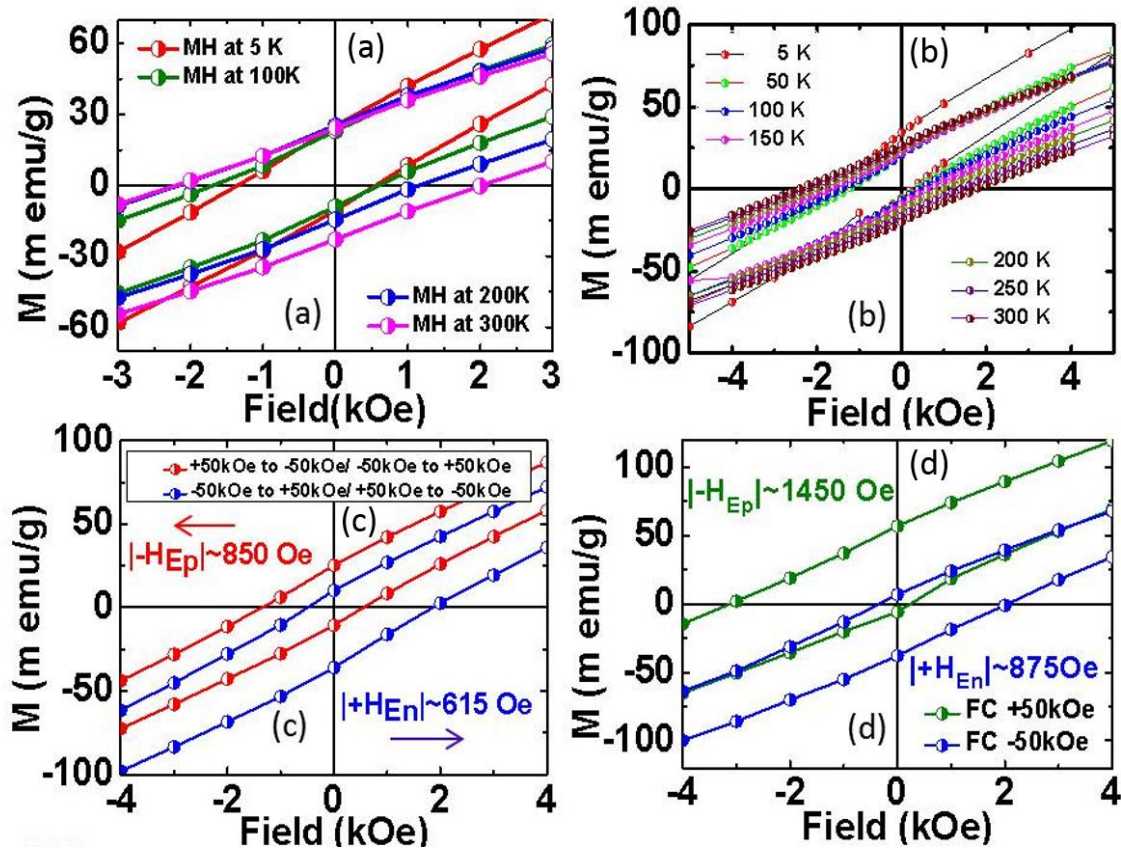 (a)
MH at 5 K
MH at 100K
60
30
0
-30
-60
M (m emu/g)
(a)
MH at 200K
MH at 300K
-3 -2 -1 0 1 2 3
Field(kOe)
(b)
5 K
50 K
100 K
150 K
100
50
0
-50
-100
M (m emu/g)
200 K
250 K
300 K
(b)
-4 -2 0 2 4
Field (kOe)
+50kOe to -50kOe/ -50kOe to +50kOe
-50kOe to +50kOe/ +50kOe to -50kOe
(c)
|-HEp|~850 Oe
100
50
0
-50
-100
M (m emu/g)
|+HEn|~615 Oe
(c)
-4 -2 0 2 4
Field (kOe)
(d)
|-HEp|~1450 Oe
100
50
0
-50
-100
M (m emu/g)
|+HEn|~875Oe
(d)
FC +50kOe
FC -50kOe
-4 -2 0 2 4
Field (kOe)